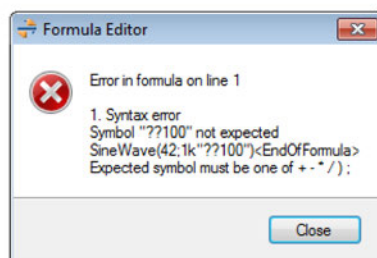 Formula Editor
Error in formula on line 1
1. Syntax error
Symbol "??100" not expected
SineWave(42;1k"??100")<EndOfFormula>
Expected symbol must be one of + - * / ) ;
Close